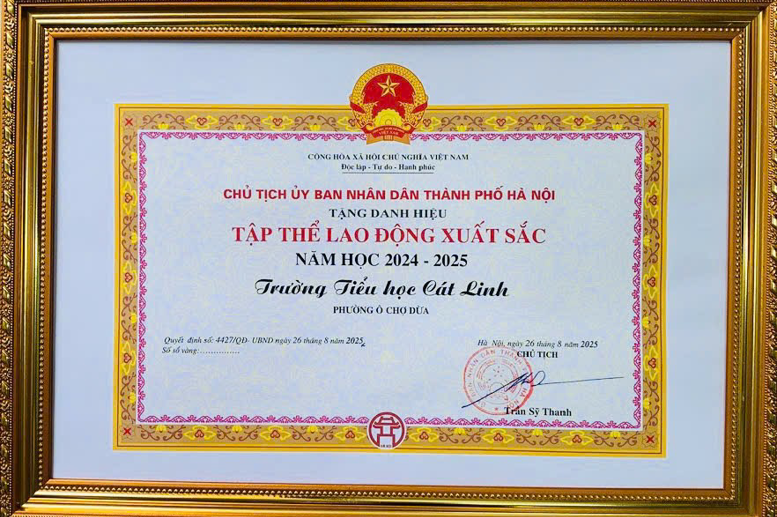 CỘNG HÒA XÃ HỘI CHỦ NGHĨA VIỆT NAM
Độc lập - Tự do - Hạnh phúc
CHỦ TỊCH ỦY BAN NHÂN DÂN THÀNH PHỐ HÀ NỘI
TẶNG DANH HIỆU
TẬP THỂ LAO ĐỘNG XUẤT SẮC
NĂM HỌC 2024 - 2025
Trường Tiểu học Cát Linh
PHƯỜNG Ô CHỢ DỪA
Quyết định số: 4427/QĐ- UBND ngày 26 tháng 8 năm 2025
Số sổ vàng:...............
Hà Nội, ngày 26 tháng 8 năm 2025
CHỦ TỊCH
Trần Sỹ Thanh